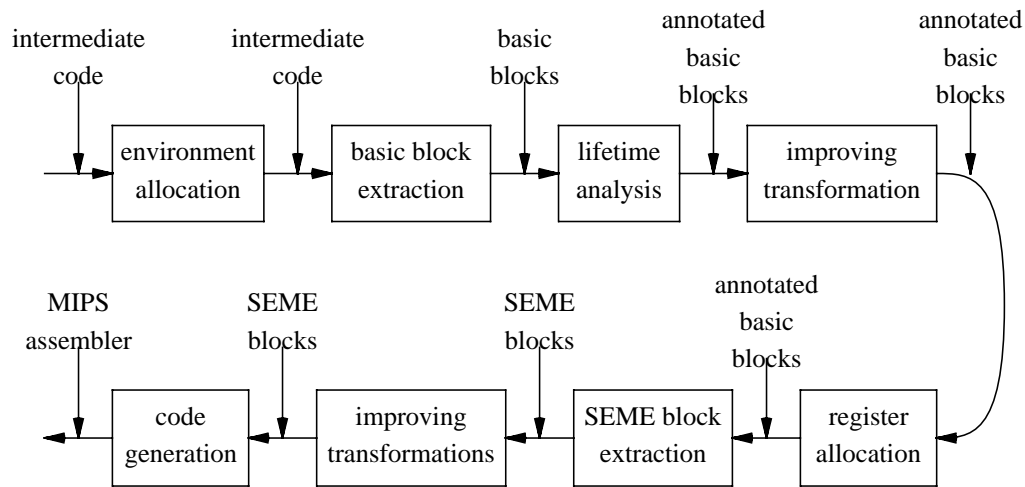 intermediate
code
intermediate
code
basic
blocks
annotated
basic
blocks
annotated
basic
blocks
environment
allocation
basic block
extraction
lifetime
analysis
improving
transformation
MIPS
assembler
SEME
blocks
SEME
blocks
annotated
basic
blocks
code
generation
improving
transformations
SEME block
extraction
register
allocation